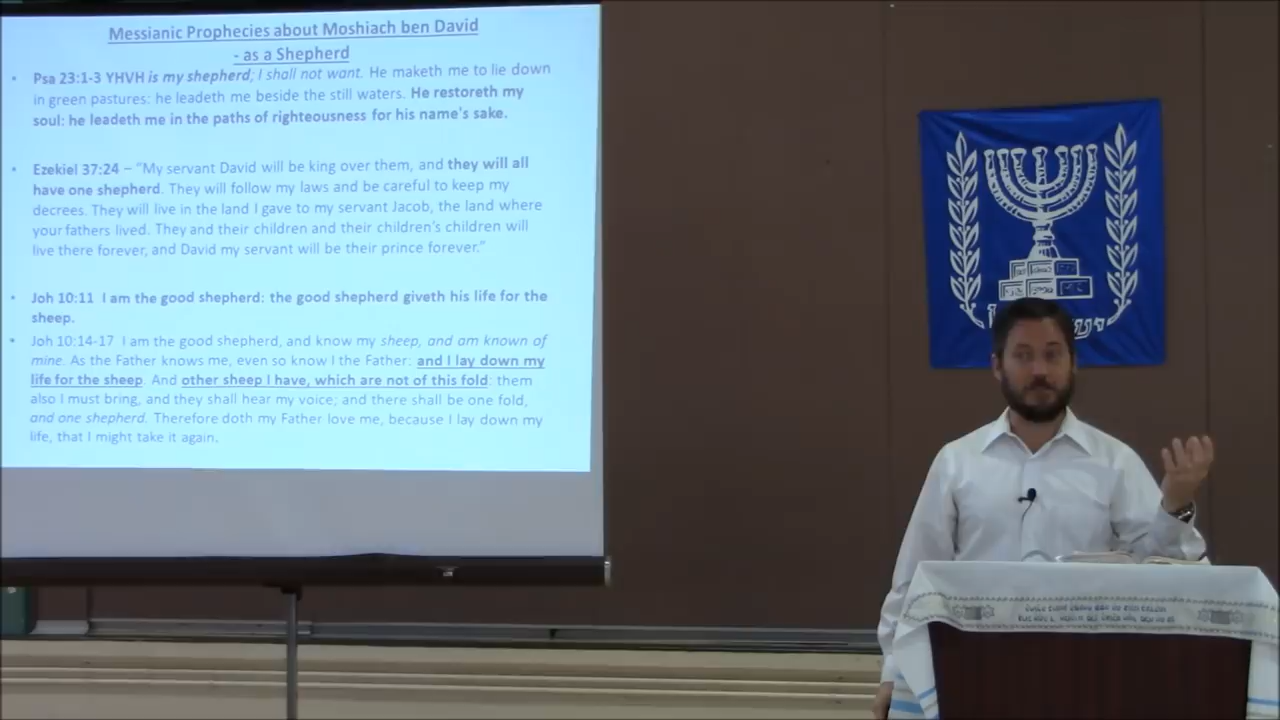 Messianic Prophecies about Moshiach ben David
- as a Shepherd
• Psa 23:1-3 YHVH is my shepherd; I shall not want. He maketh me to lie down
in green pastures: he leadeth me beside the still waters. He restoreth my
soul: he leadeth me in the paths of righteousness for his name's sake.
• Ezekiel 37:24 – “My servant David will be king over them, and they will all
have one shepherd. They will follow my laws and be careful to keep my
decrees. They will live in the land I gave to my servant Jacob, the land where
your fathers lived. They and their children and their children’s children will
live there forever, and David my servant will be their prince forever.”
• Joh 10:11 I am the good shepherd: the good shepherd giveth his life for the
sheep.
• Joh 10:14-17 I am the good shepherd, and know my sheep, and am known of
mine. As the Father knows me, even so know I the Father: and I lay down my
life for the sheep. And other sheep I have, which are not of this fold: them
also I must bring, and they shall hear my voice; and there shall be one fold,
and one shepherd. Therefore doth my Father love me, because I lay down my
life, that I might take it again.